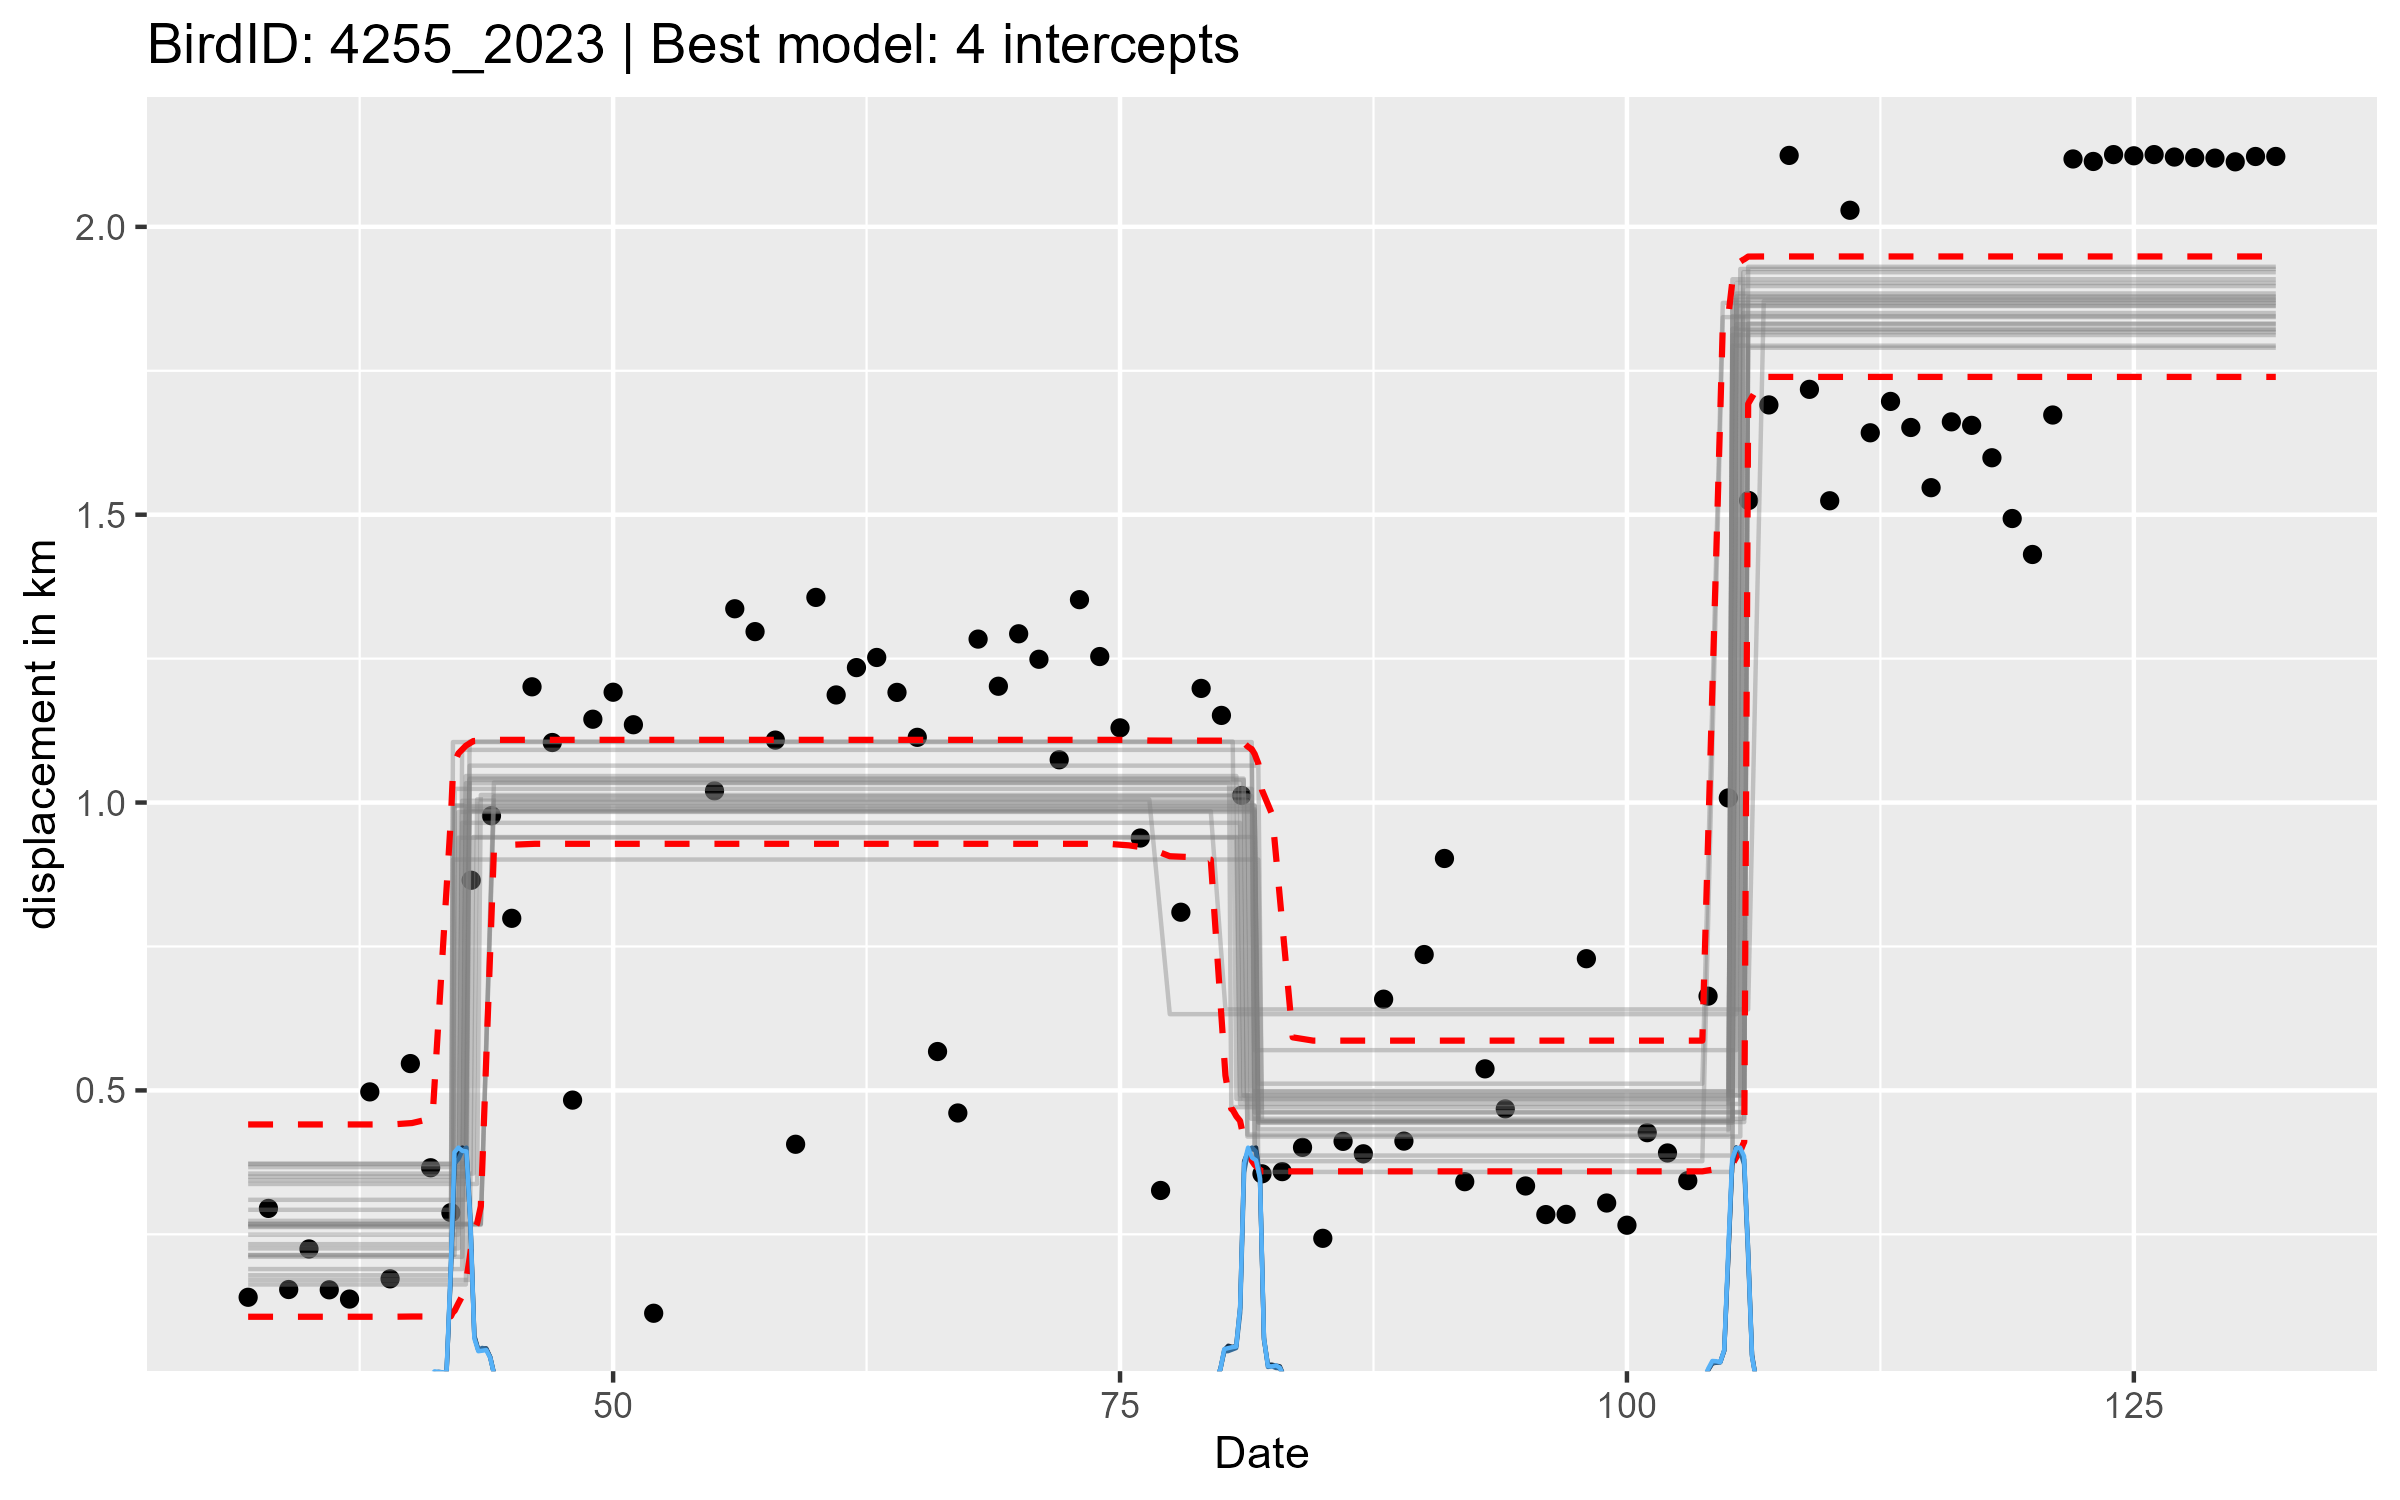 BirdID: 4255_2023 | Best model: 4 intercepts
displacement in km
2.0
1.5
1.0
0.5
50 75 100 125
Date